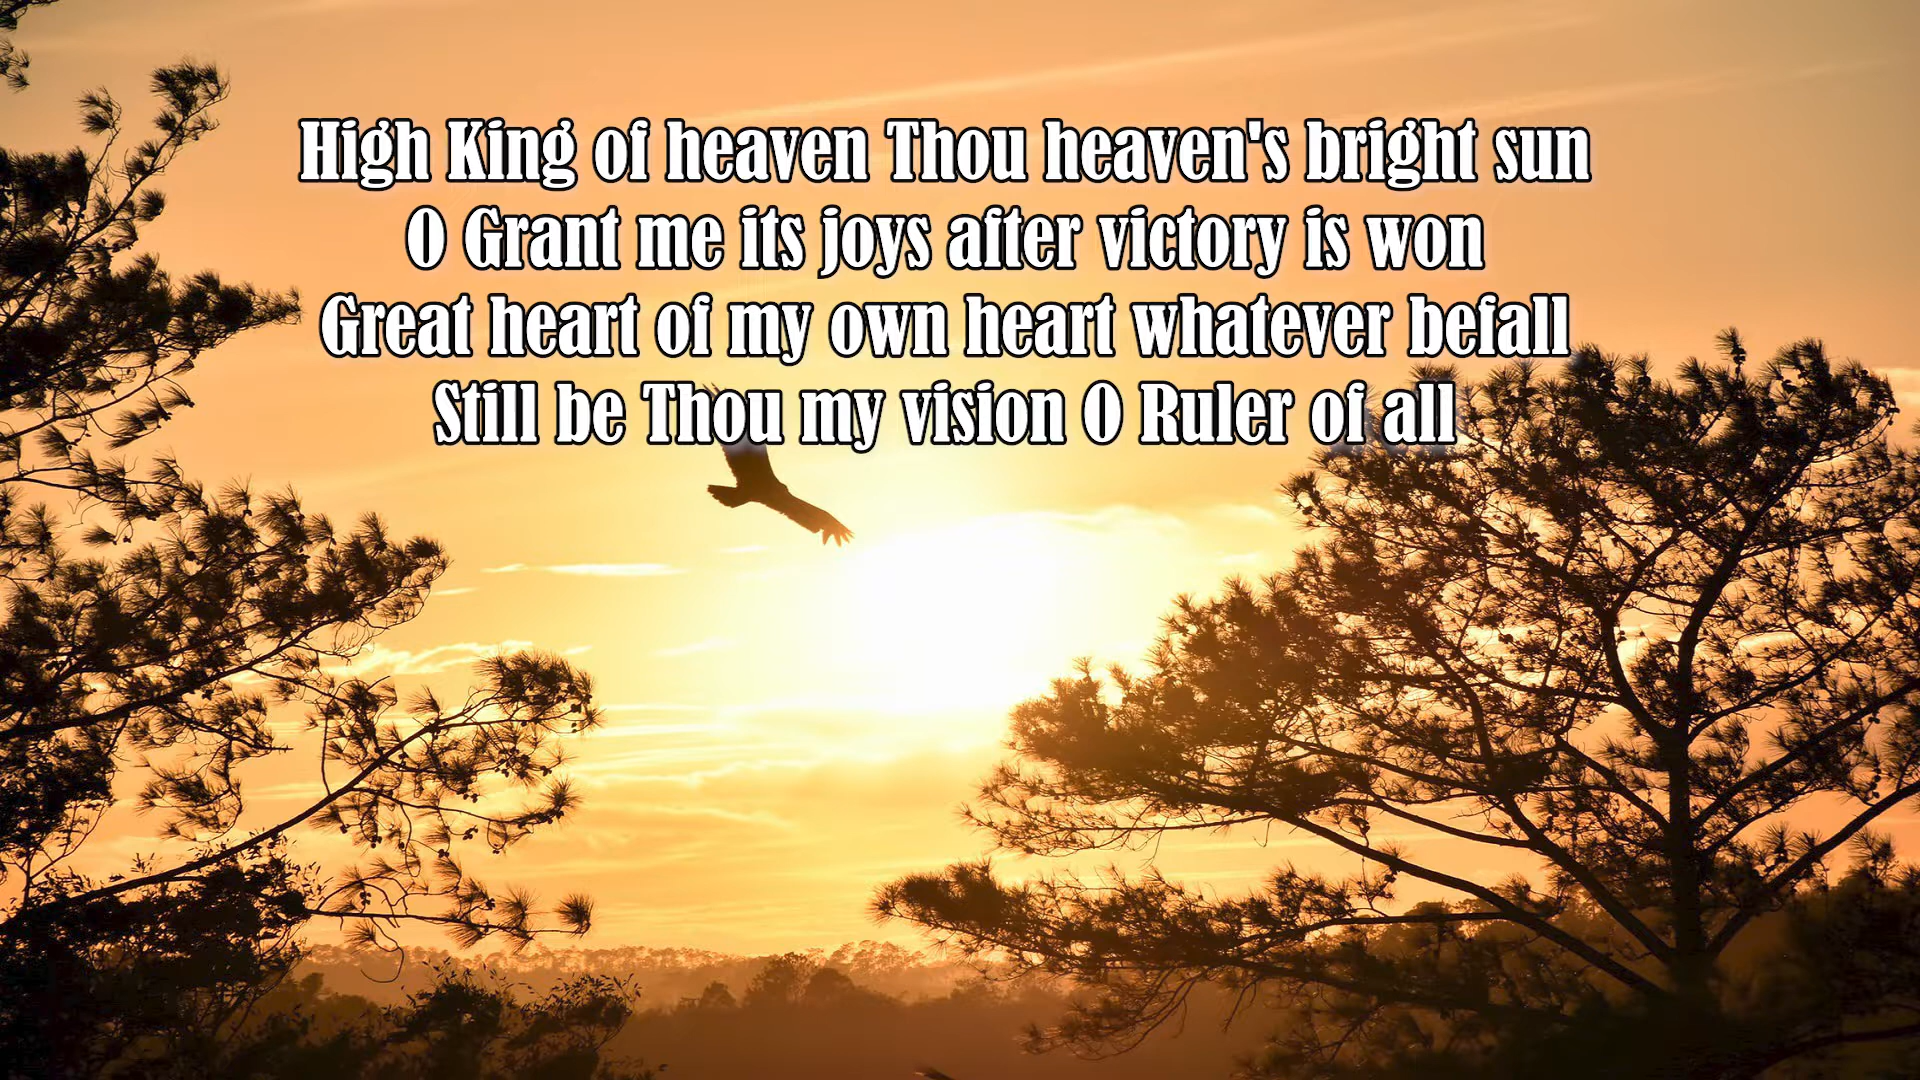 High King of heaven Thou heaven's bright sun
O Grant me its joys after victory is won
Great heart of my own heart whatever befall
Still be Thou my vision O Ruler of all